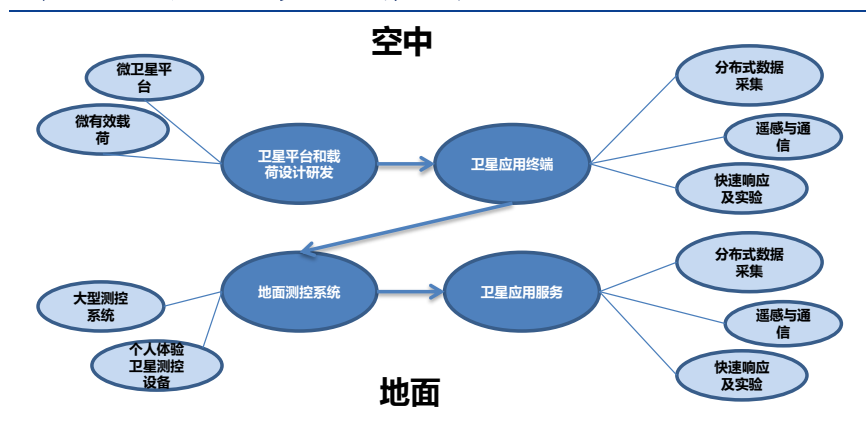 空中
微卫星平
台
微有效载
荷
卫星平台和载
荷设计研发
卫星应用终端
分布式数据
采集
遥感与通
信
快速响应
及实验
大型测控
系统
个人体验
卫星测控
设备
地面测控系统
卫星应用服务
分布式数据
采集
遥感与通
信
快速响应
及实验
地面